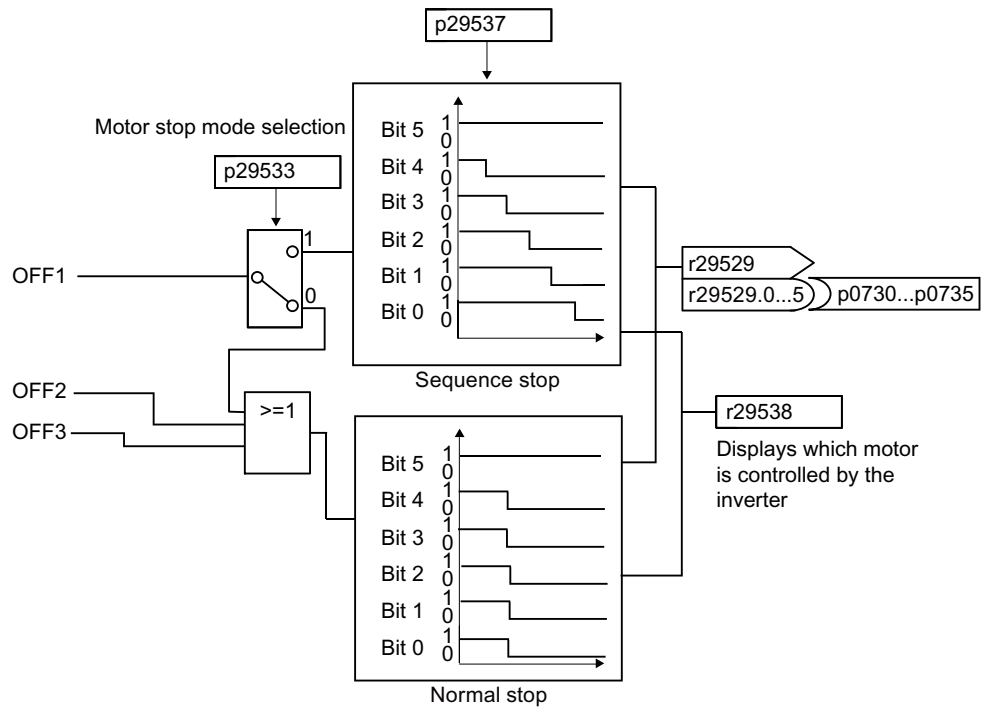 p29537
Motor stop mode selection
p29533
OFF1
1
0
Bit 5 1 0
Bit 4 1 0
Bit 3 1 0
Bit 2 1 0
Bit 1 1 0
Bit 0 1 0
Sequence stop
r29529
r29529.0...5
p0730...p0735
OFF2
OFF3
>=1
r29538
Displays which motor
is controlled by the
inverter
Bit 5 1 0
Bit 4 1 0
Bit 3 1 0
Bit 2 1 0
Bit 1 1 0
Bit 0 1 0
Normal stop